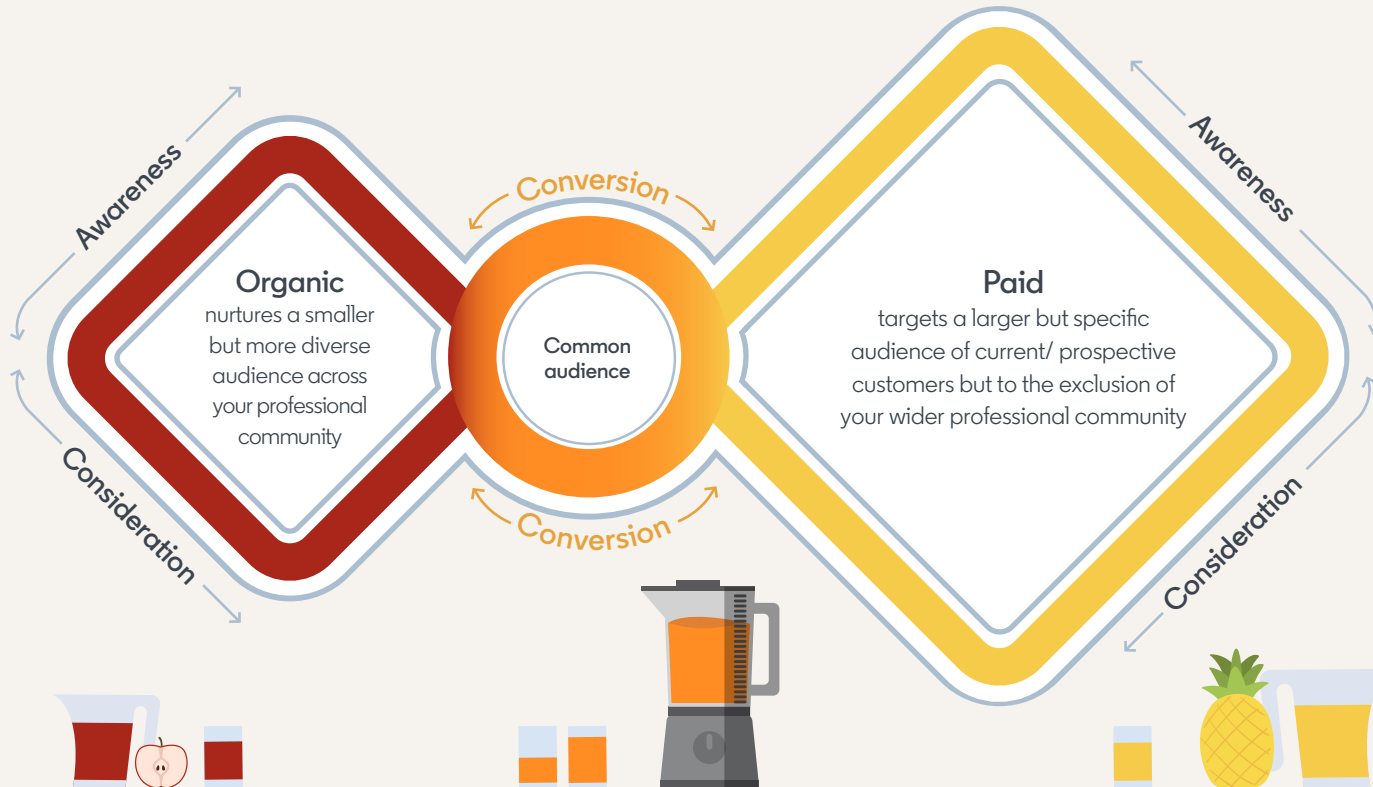 Awareness
Consideration
Organic
nurtures a smaller
but more diverse
audience across
your professional
community
Conversion
Common
audience
Conversion
Paid
targets a larger but specific
audience of current/ prospective
customers but to the exclusion of
your wider professional community
Awareness
Consideration